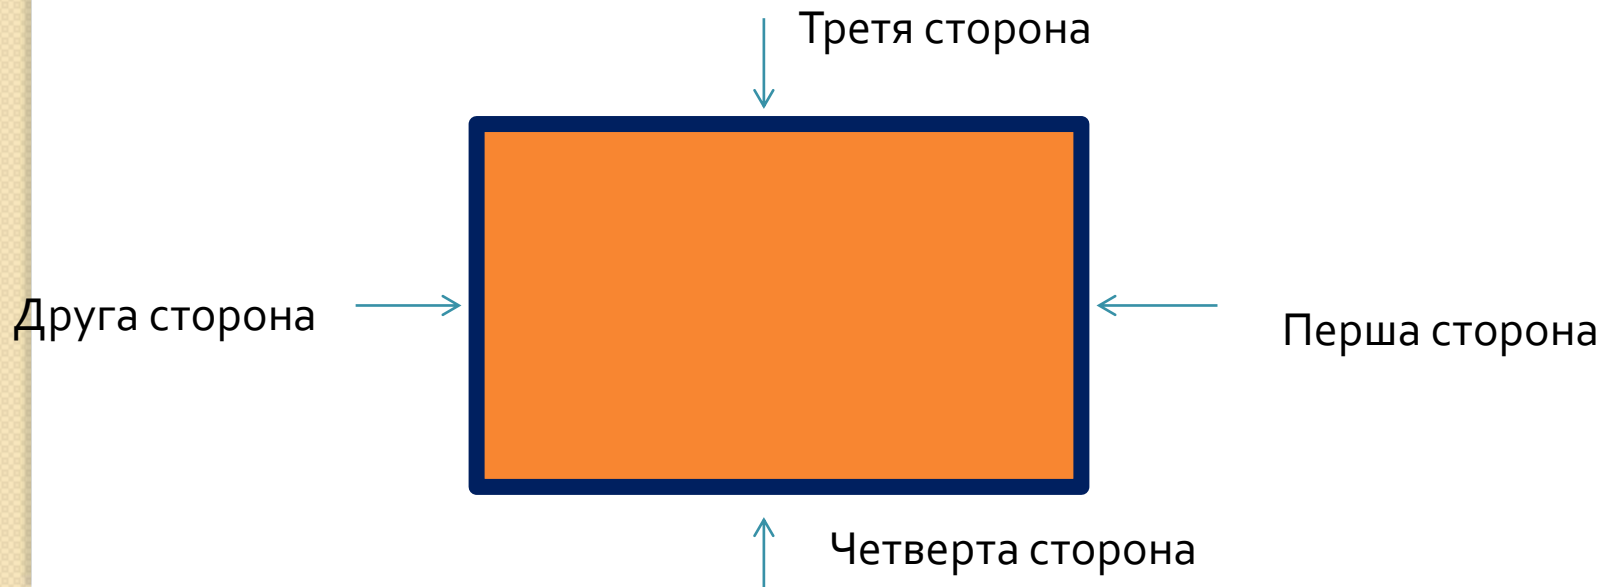 Третя сторона
Друга сторона
Перша сторона
Четверта сторона